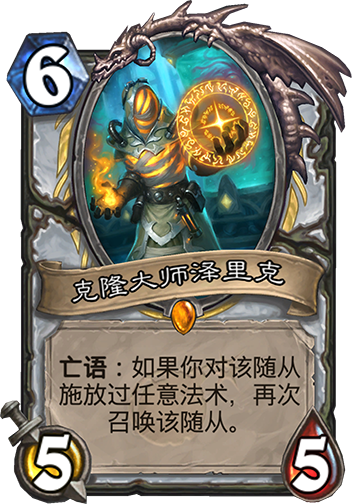 6
克隆大师泽里克
亡语：如果你对该随从
施放过任意法术，再次
召唤该随从。
5
5